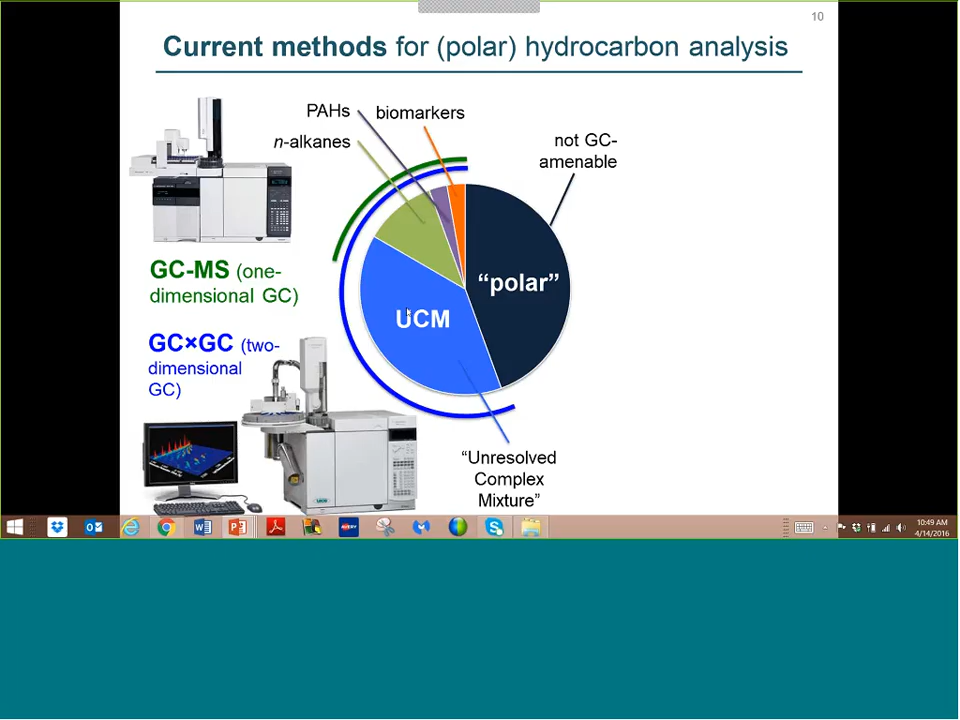 10
Current methods for (polar) hydrocarbon analysis
PAHs
biomarkers
n-alkanes
not GC-
amenable
GC-MS (one-
dimensional GC)
"polar"
UCM
GC×GC (two-
dimensional
GC)
"Unresolved
Complex
Mixture"
AVERY
10:49 AM
4/14/2016